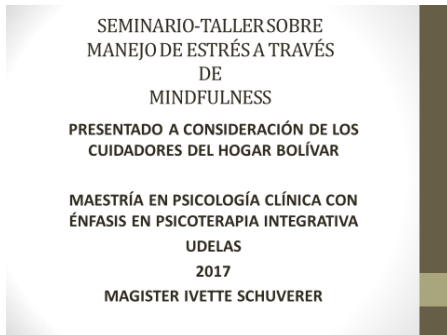 SEMINARIO-TALLER SOBRE
MANEJO DE ESTRÉS A TRAVÉS
DE
MINDFULNESS
PRESENTADO A CONSIDERACIÓN DE LOS
CUIDADORES DEL HOGAR BOLÍVAR
MAESTRÍA EN PSICOLOGÍA CLÍNICA CON
ÉNFASIS EN PSICOTERAPIA INTEGRATIVA
UDELAS
2017
MAGISTER IVETTE SCHUVERER